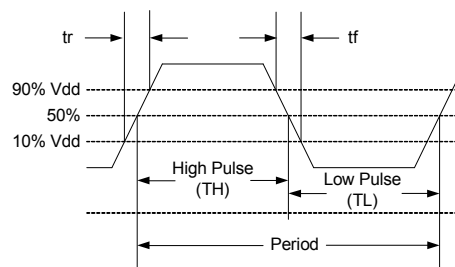 tr
tf
90% Vdd
50%
10% Vdd
High Pulse
(TH)
Low Pulse
(TL)
Period